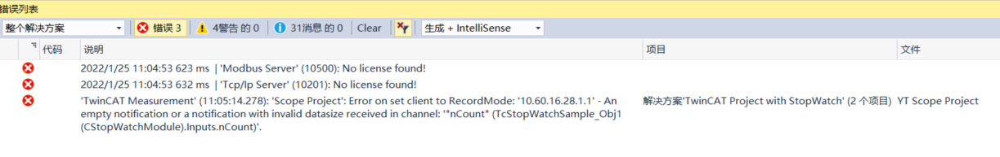 错误列表
整个解决方案 错误 3 4警告 的 0 31消息 的 0 Clear 生成 + IntelliSense
代码 说明 项目 文件
2022/1/25 11:04:53 623 ms | 'Modbus Server' (10500): No license found!
2022/1/25 11:04:53 632 ms | 'Tcp/Ip Server' (10201): No license found!
'TwinCAT Measurement' (11:05:14.278): 'Scope Project': Error on set client to RecordMode: '10.60.16.28.1.1' - An 解决方案'TwinCAT Project with StopWatch' (2 个项目) YT Scope Project
empty notification or a notification with invalid datasize received in channel: '"nCount" (TcStopWatchSample_Obj1
(CStopWatchModule).Inputs.nCount)'.